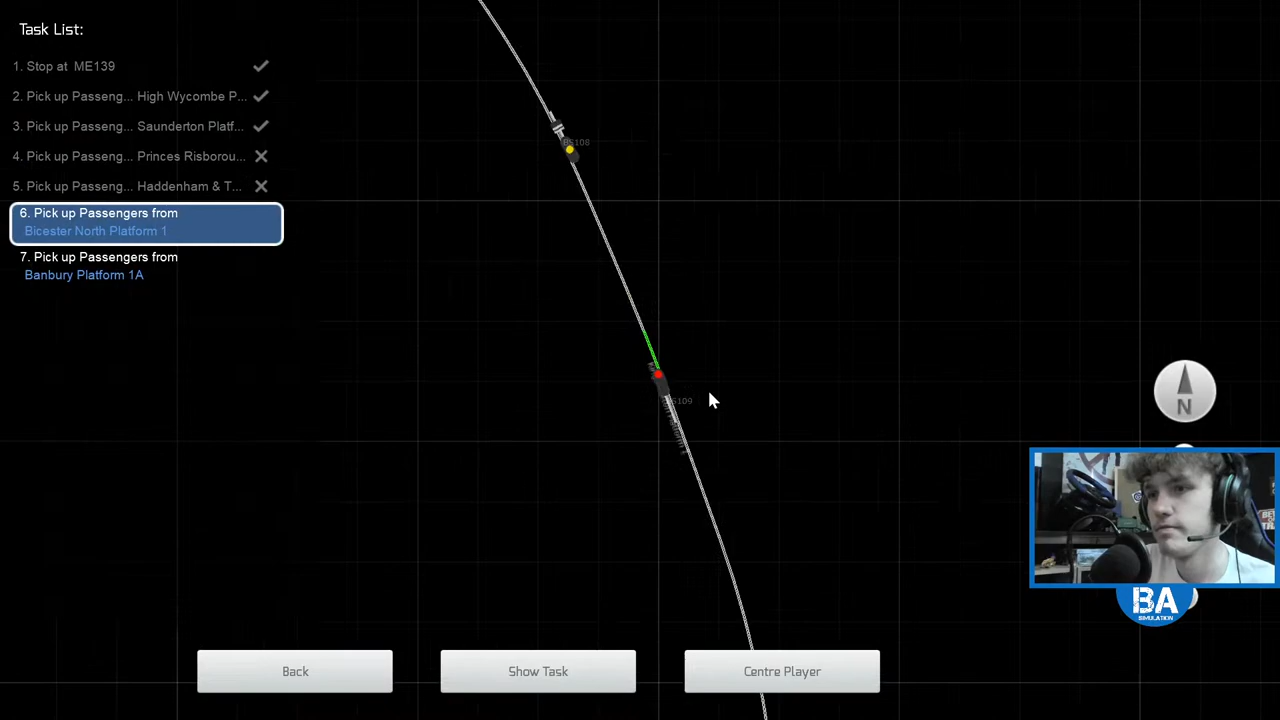 Task List:
1. Stop at ME139
2. Pick up Passeng... High Wycombe P...
3. Pick up Passeng... Saunderton Platf...
4. Pick up Passeng... Princes Risborou...
5. Pick up Passeng... Haddenham & T...
6. Pick up Passengers from
Bicester North Platform 1
7. Pick up Passengers from
Banbury Platform 1A
BS108
N
BA
SIMULATION
Back
Show Task
Centre Player